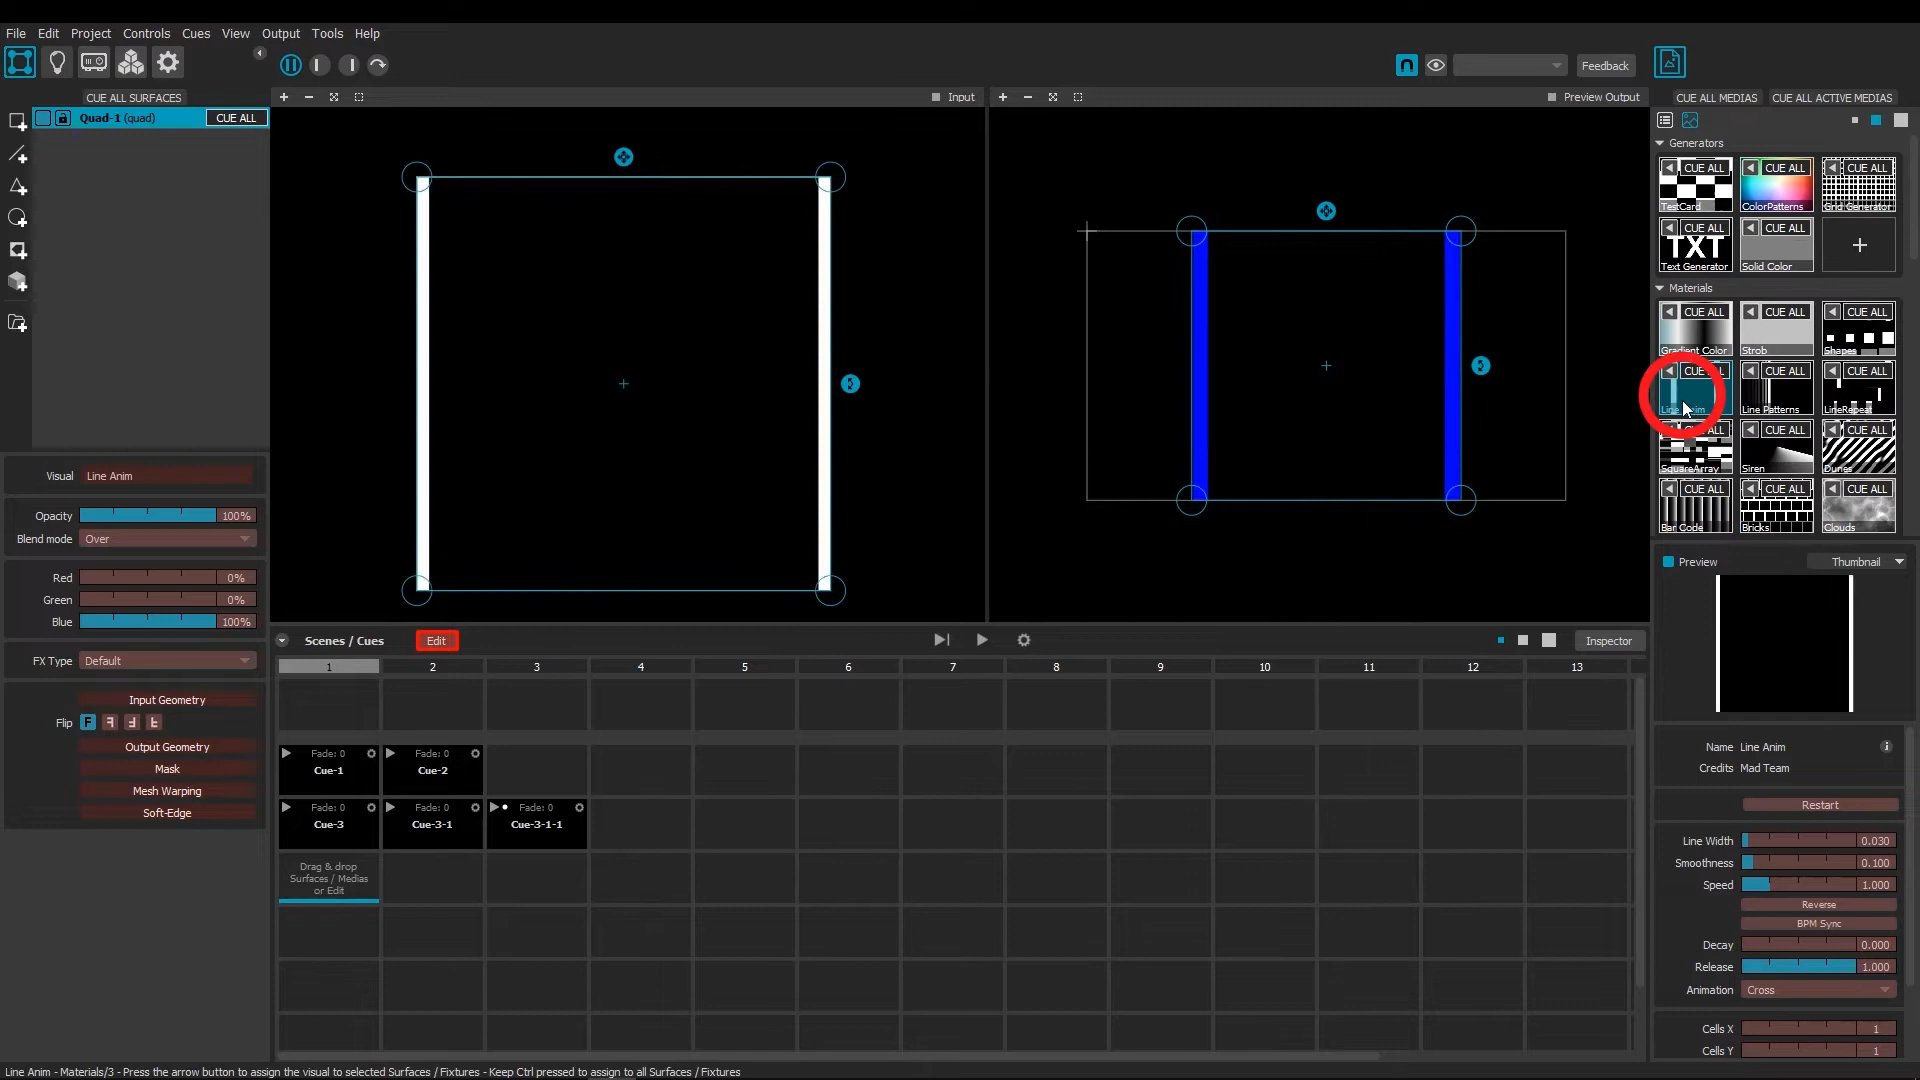 File Edit Project Controls Cues View Output Tools Help
Feedback
CUE ALL SURFACES
Input
Preview Output
CUE ALL MEDIAS CUE ALL ACTIVE MEDIAS
Quad-1 (quad) CUE ALL
Generators
CUE ALL CUE ALL CUE ALL
TestCard ColorPatterns Grid Generator
CUE ALL CUE ALL
TXT
Text Generator Solid Color
Materials
CUE ALL CUE ALL CUE ALL
Gradient Color Strob Shapes
CUE ALL CUE ALL CUE ALL
Line Anim Line Patterns LineRepeat
CUE ALL CUE ALL CUE ALL
SquareArray Siren Dunes
CUE ALL CUE ALL CUE ALL
Bar Code Bricks Clouds
Visual Line Anim
Opacity 100%
Blend mode Over
Red 0%
Green 0%
Blue 100%
FX Type Default
Input Geometry
Flip F F F F
Output Geometry
Mask
Mesh Warping
Soft-Edge
Scenes / Cues Edit Inspector
1 2 3 4 5 6 7 8 9 10 11 12 13
Fade: 0 Fade: 0
Cue-1 Cue-2
Fade: 0 Fade: 0 Fade: 0
Cue-3 Cue-3-1 Cue-3-1-1
Drag & drop
Surfaces / Medias
or Edit
Preview Thumbnail
Name Line Anim
Credits Mad Team
Restart
Line Width 0.030
Smoothness 0.100
Speed 1.000
Reverse
BPM Sync
Decay 0.000
Release 1.000
Animation Cross
Cells X 1
Cells Y 1
Line Anim - Materials/3 - Press the arrow button to assign the visual to selected Surfaces / Fixtures - Keep Ctrl pressed to assign to all Surfaces / Fixtures